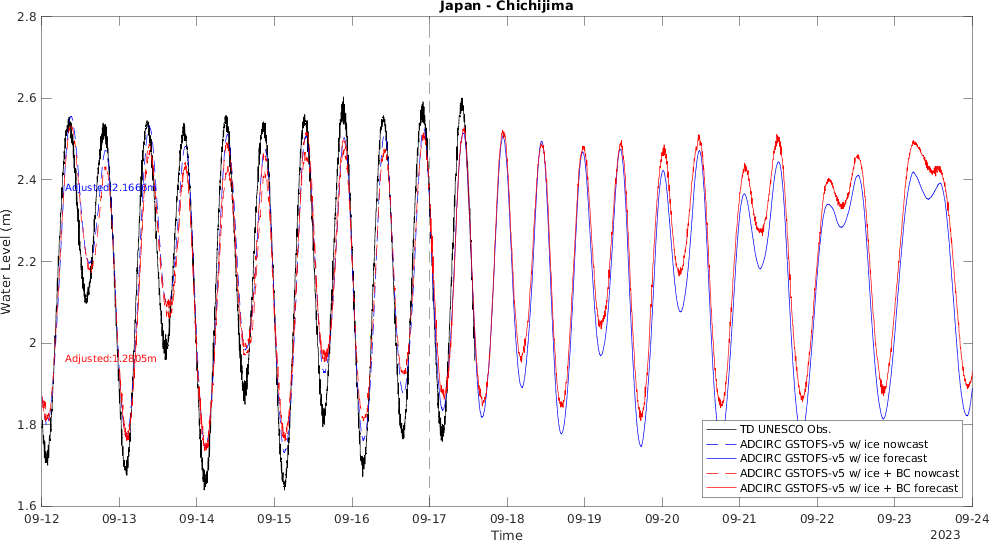 Japan - Chichijima
2.8
2.6
2.4
2.2
2
1.8
1.6
Water Level (m)
Adjusted:2.1666m
Adjusted:1.2805m
TD UNESCO Obs.
ADCIRC GSTOFS-v5 w/ ice nowcast
ADCIRC GSTOFS-v5 w/ ice forecast
ADCIRC GSTOFS-v5 w/ ice + BC nowcast
ADCIRC GSTOFS-v5 w/ ice + BC forecast
09-12 09-13 09-14 09-15 09-16 09-17 09-18 09-19 09-20 09-21 09-22 09-23 09-24
Time
2023